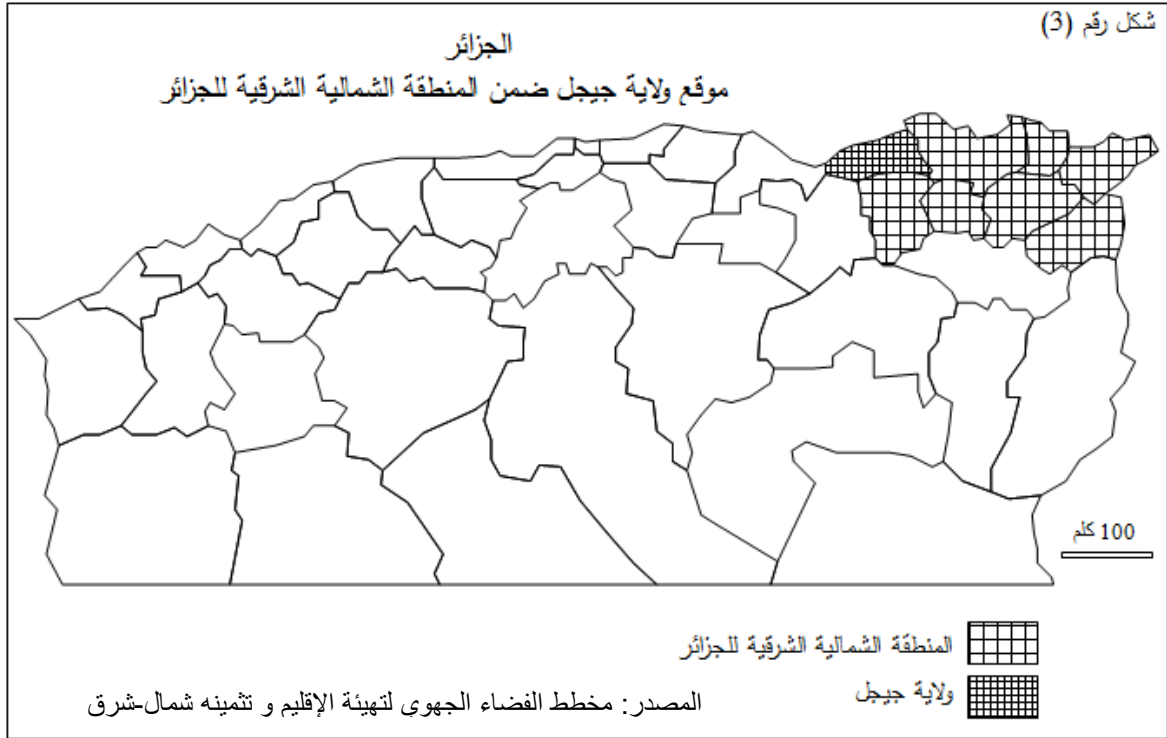 شكل رقم (3)
الجزائر
موقع ولاية جيجل ضمن المنطقة الشمالية الشرقية للجزائر
100 كلم
المنطقة الشمالية الشرقية للجزائر
ولاية جيجل
المصدر: مخطط الفضاء الجهوي لتهيئة الإقليم و تثمينه شمال-شرق